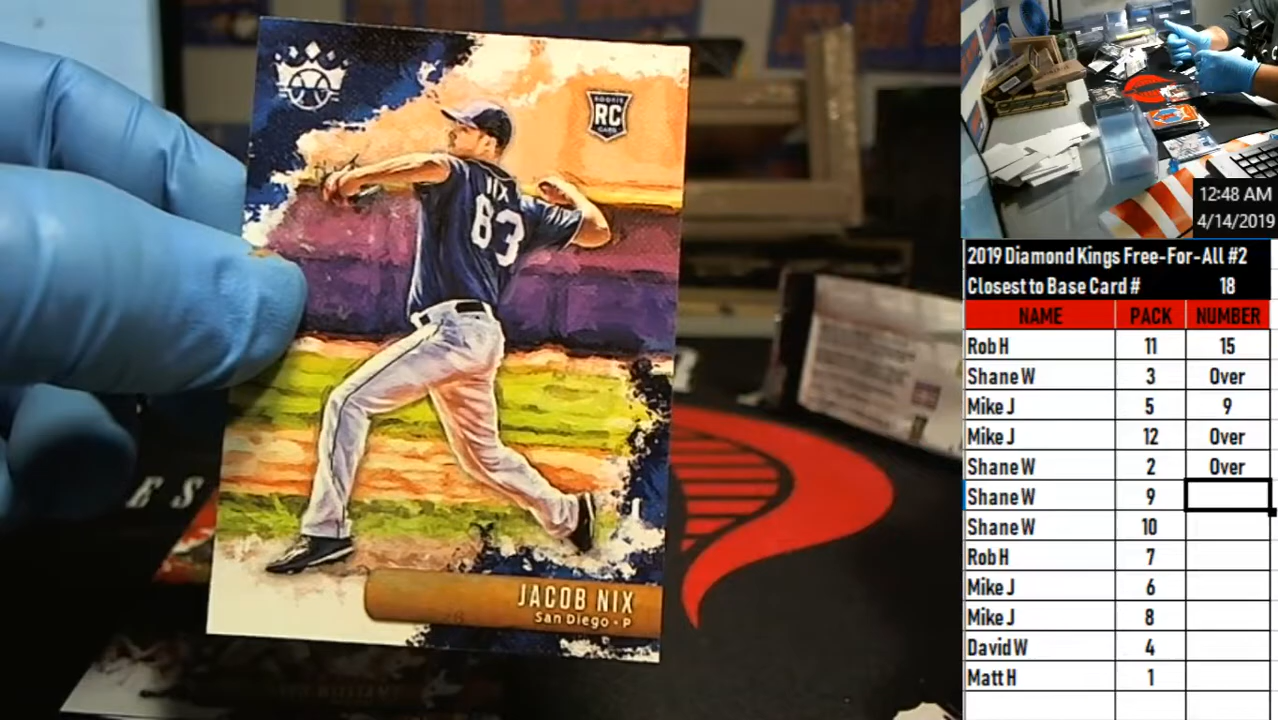 ROOKIE
RC
CARD
NIX
63
JACOB NIX
San Diego • P
E S
R
12:48 AM
4/14/2019
2019 Diamond Kings Free-For-All #2
Closest to Base Card # 18
NAME PACK NUMBER
Rob H 11 15
Shane W 3 Over
Mike J 5 9
Mike J 12 Over
Shane W 2 Over
Shane W 9
Shane W 10
Rob H 7
Mike J 6
Mike J 8
David W 4
Matt H 1